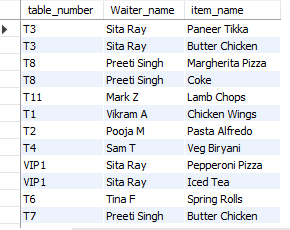 table_number Waiter_name item_name
T3 Sita Ray Paneer Tikka
T3 Sita Ray Butter Chicken
T8 Preeti Singh Margherita Pizza
T8 Preeti Singh Coke
T11 Mark Z Lamb Chops
T1 Vikram A Chicken Wings
T2 Pooja M Pasta Alfredo
T4 Sam T Veg Biryani
VIP1 Sita Ray Pepperoni Pizza
VIP1 Sita Ray Iced Tea
T6 Tina F Spring Rolls
T7 Preeti Singh Butter Chicken